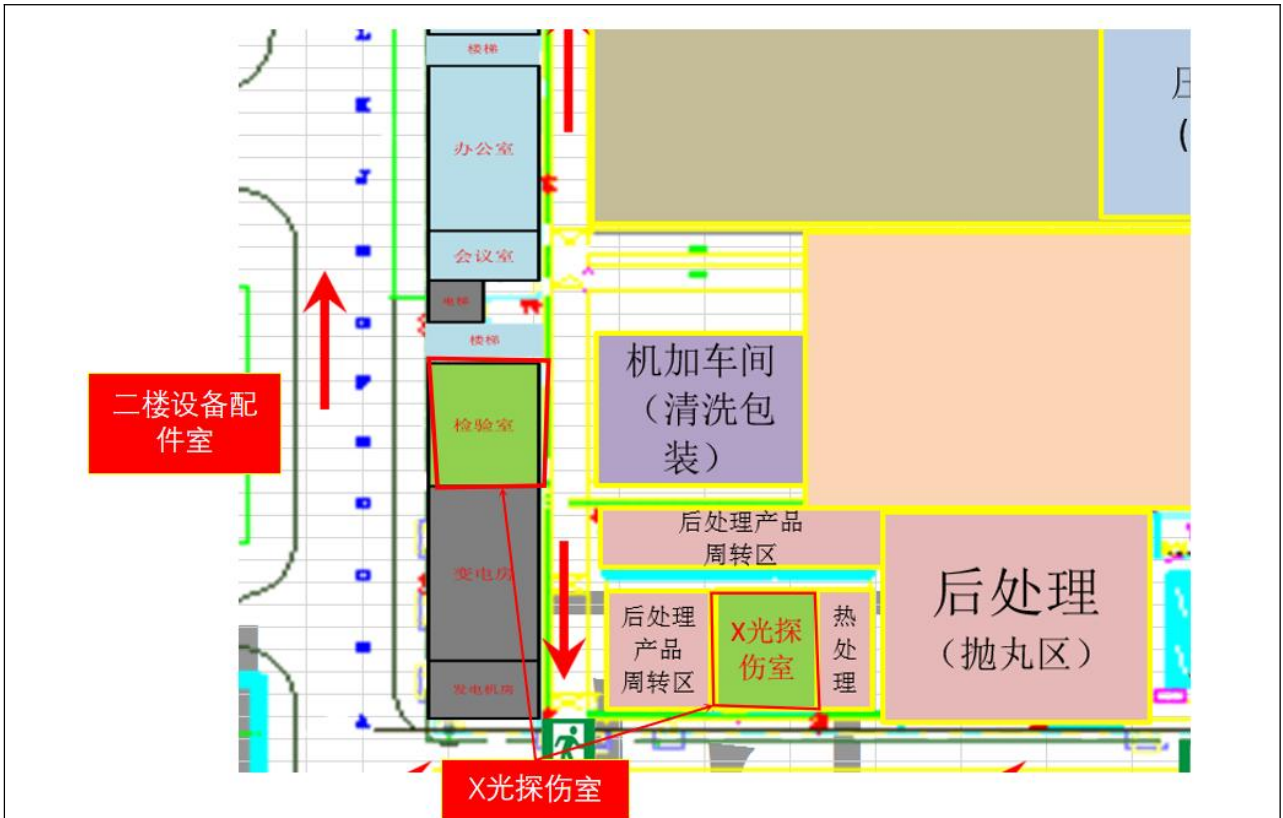 楼梯
办公室
会议室
电梯
楼梯
检验室
变电房
发电机房
二楼设备配
件室
机加车间
（清洗包
装）
后处理产品
周转区
后处理
产品
周转区
X光探
伤室
热
处
理
后处理
（抛丸区）
X光探伤室